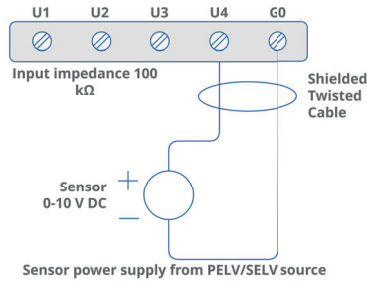 U1 U2 U3 U4 G0
Input impedance 100
kΩ
Shielded
Twisted
Cable
Sensor
0-10 V DC
+
—
Sensor power supply from PELV/SELV source